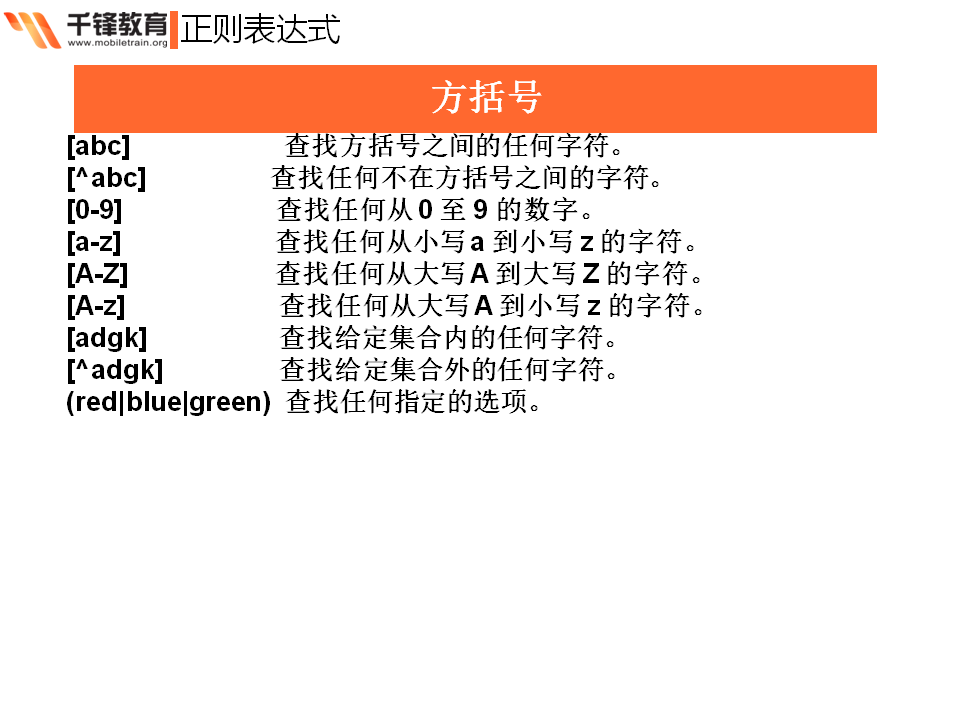 千锋教育 正则表达式
www.mobiletrain.org
方括号
[abc] 查找方括号之间的任何字符。
[^abc] 查找任何不在方括号之间的字符。
[0-9] 查找任何从 0 至 9 的数字。
[a-z] 查找任何从小写 a 到小写 z 的字符。
[A-Z] 查找任何从大写 A 到大写 Z 的字符。
[A-z] 查找任何从大写 A 到小写 z 的字符。
[adgk] 查找给定集合内的任何字符。
[^adgk] 查找给定集合外的任何字符。
(red|blue|green) 查找任何指定的选项。